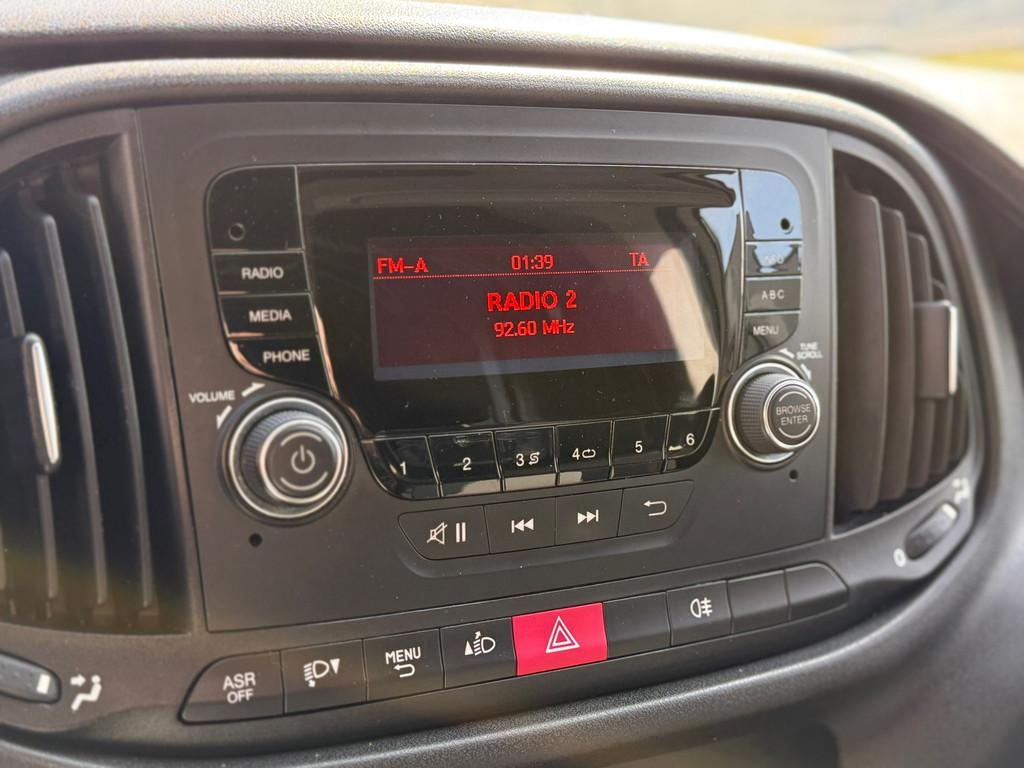 FM-A 01:39 TA
RADIO 2
92.60 MHz
RADIO
MEDIA
PHONE
A-B-C
MENU
VOLUME
TUNE
SCROLL
BROWSE
ENTER
1 2 3 4 5 6
ASR
OFF
MENU
0